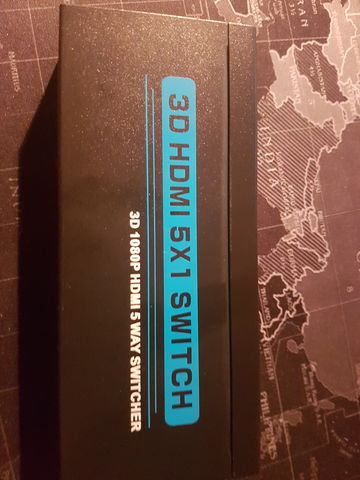 3D HDMI 5X1 SWITCH
3D 1080P HDMI 5 WAY SWITCHER